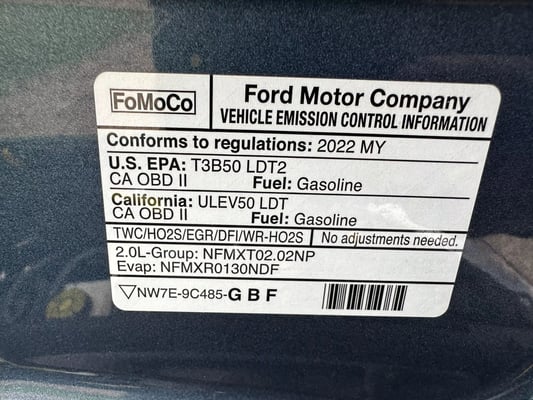 FoMoCo
Ford Motor Company
VEHICLE EMISSION CONTROL INFORMATION
Conforms to regulations: 2022 MY
U.S. EPA: T3B50 LDT2
CA OBD II Fuel: Gasoline
California: ULEV50 LDT
CA OBD II Fuel: Gasoline
TWC/HO2S/EGR/DFI/WR-HO2S No adjustments needed.
2.0L-Group: NFMXT02.02NP
Evap: NFMXR0130NDF
▽NW7E-9C485-GBF